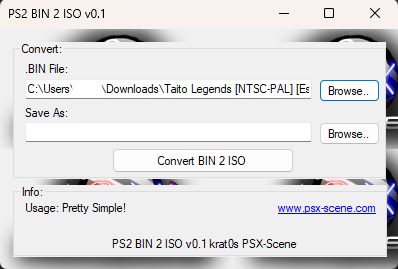 PS2 BIN 2 ISO v0.1
Convert:
.BIN File:
C:\Users\ \Downloads\Taito Legends [NTSC-PAL] [Es
Browse..
Save As:
Browse..
Convert BIN 2 ISO
Info:
Usage: Pretty Simple!
www.psx-scene.com
PS2 BIN 2 ISO v0.1 krat0s PSX-Scene